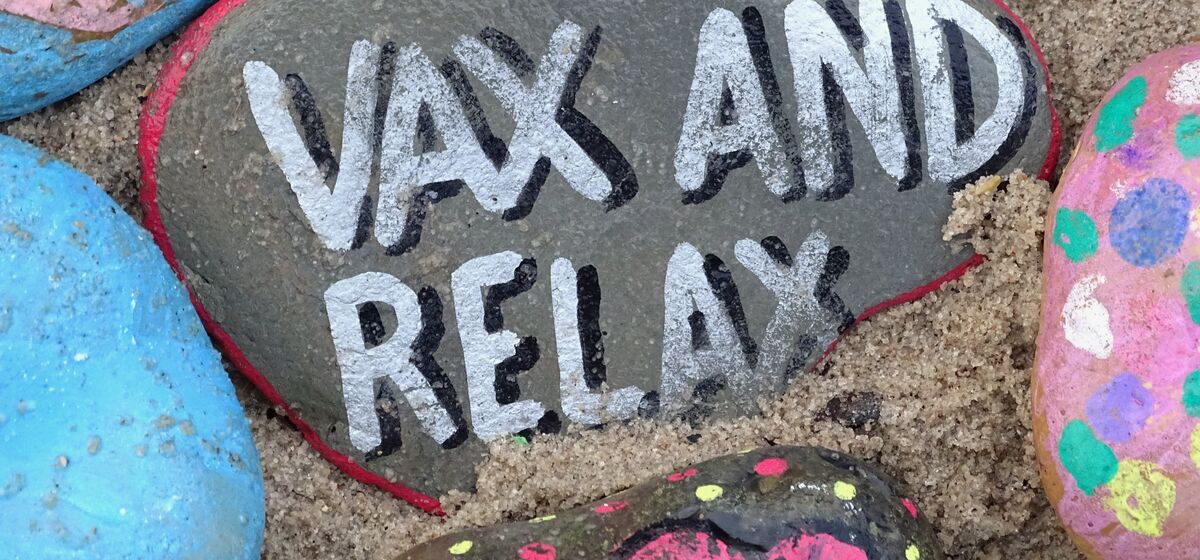 VAX AND
RELAX